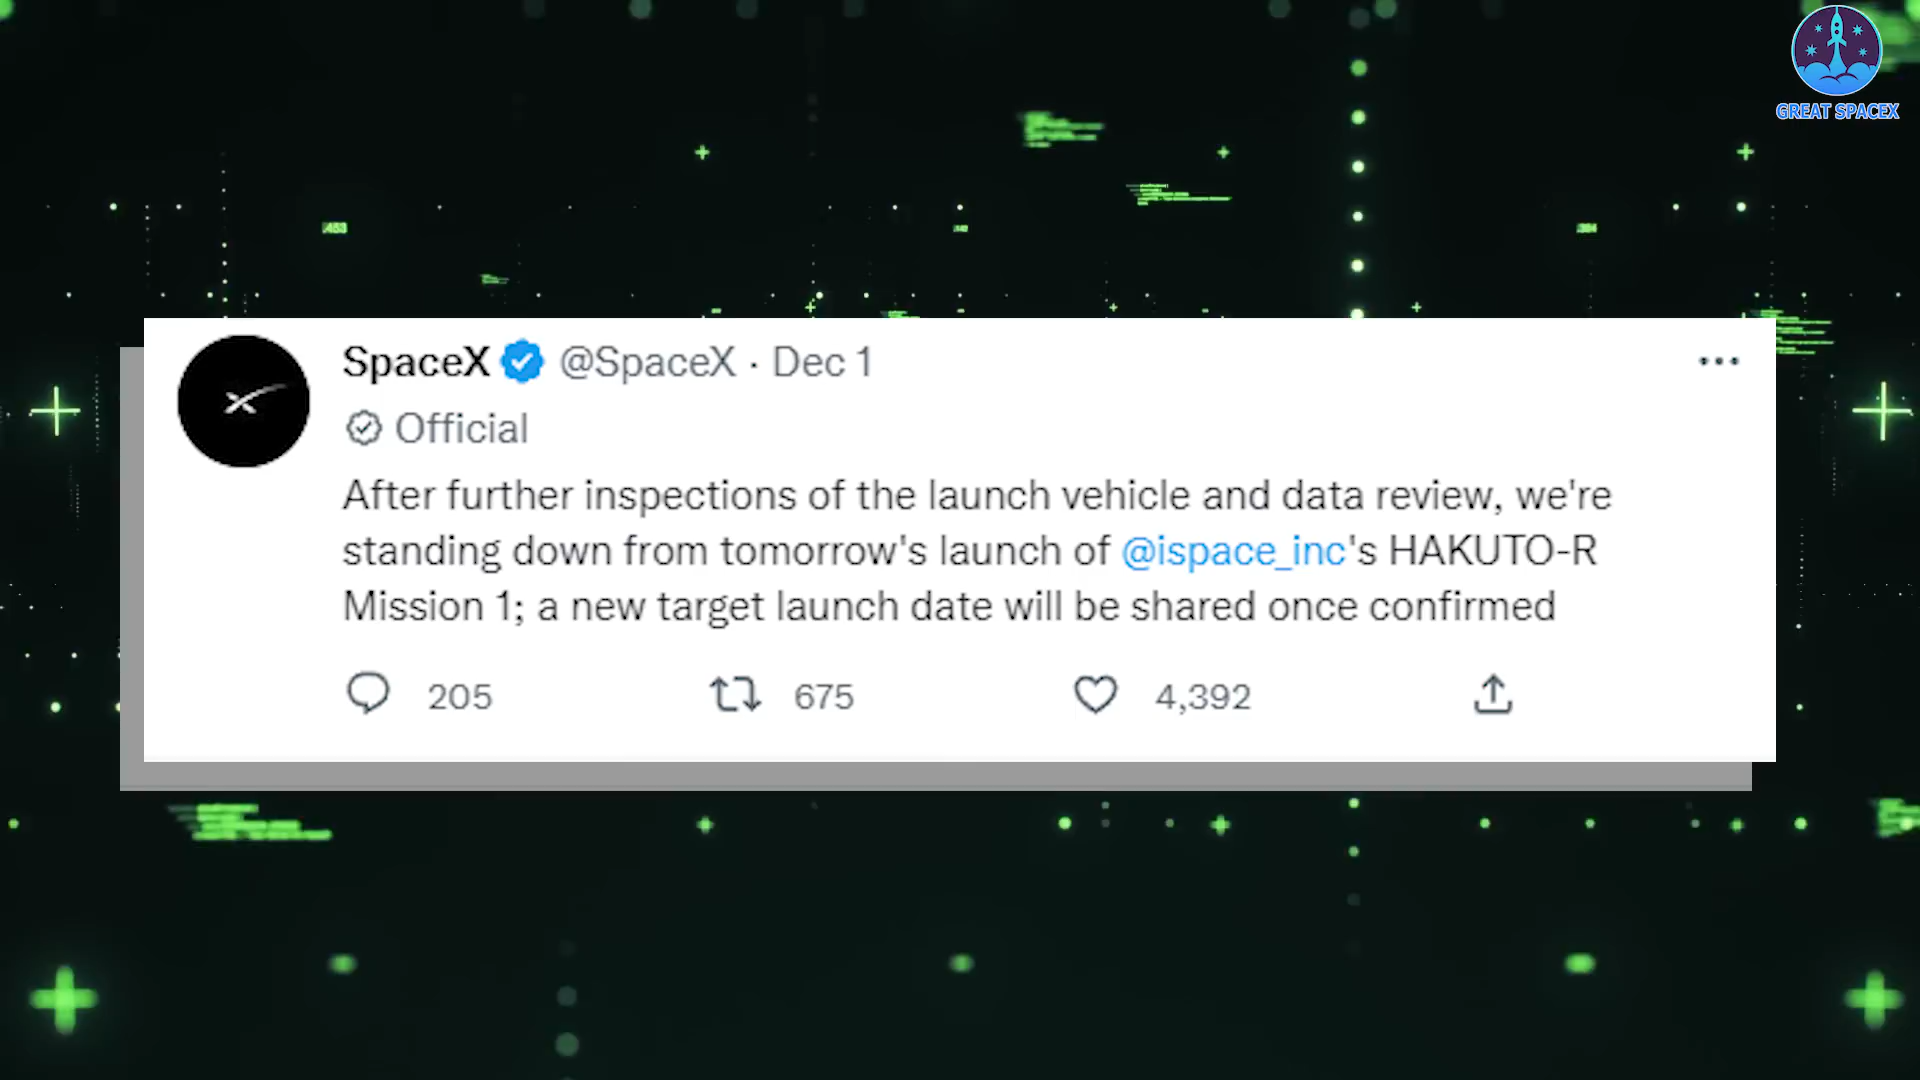 GREAT SPACEX
.453
SpaceX @SpaceX · Dec 1
Official
After further inspections of the launch vehicle and data review, we're
standing down from tomorrow's launch of @ispace_inc's HAKUTO-R
Mission 1; a new target launch date will be shared once confirmed
205 675 4,392